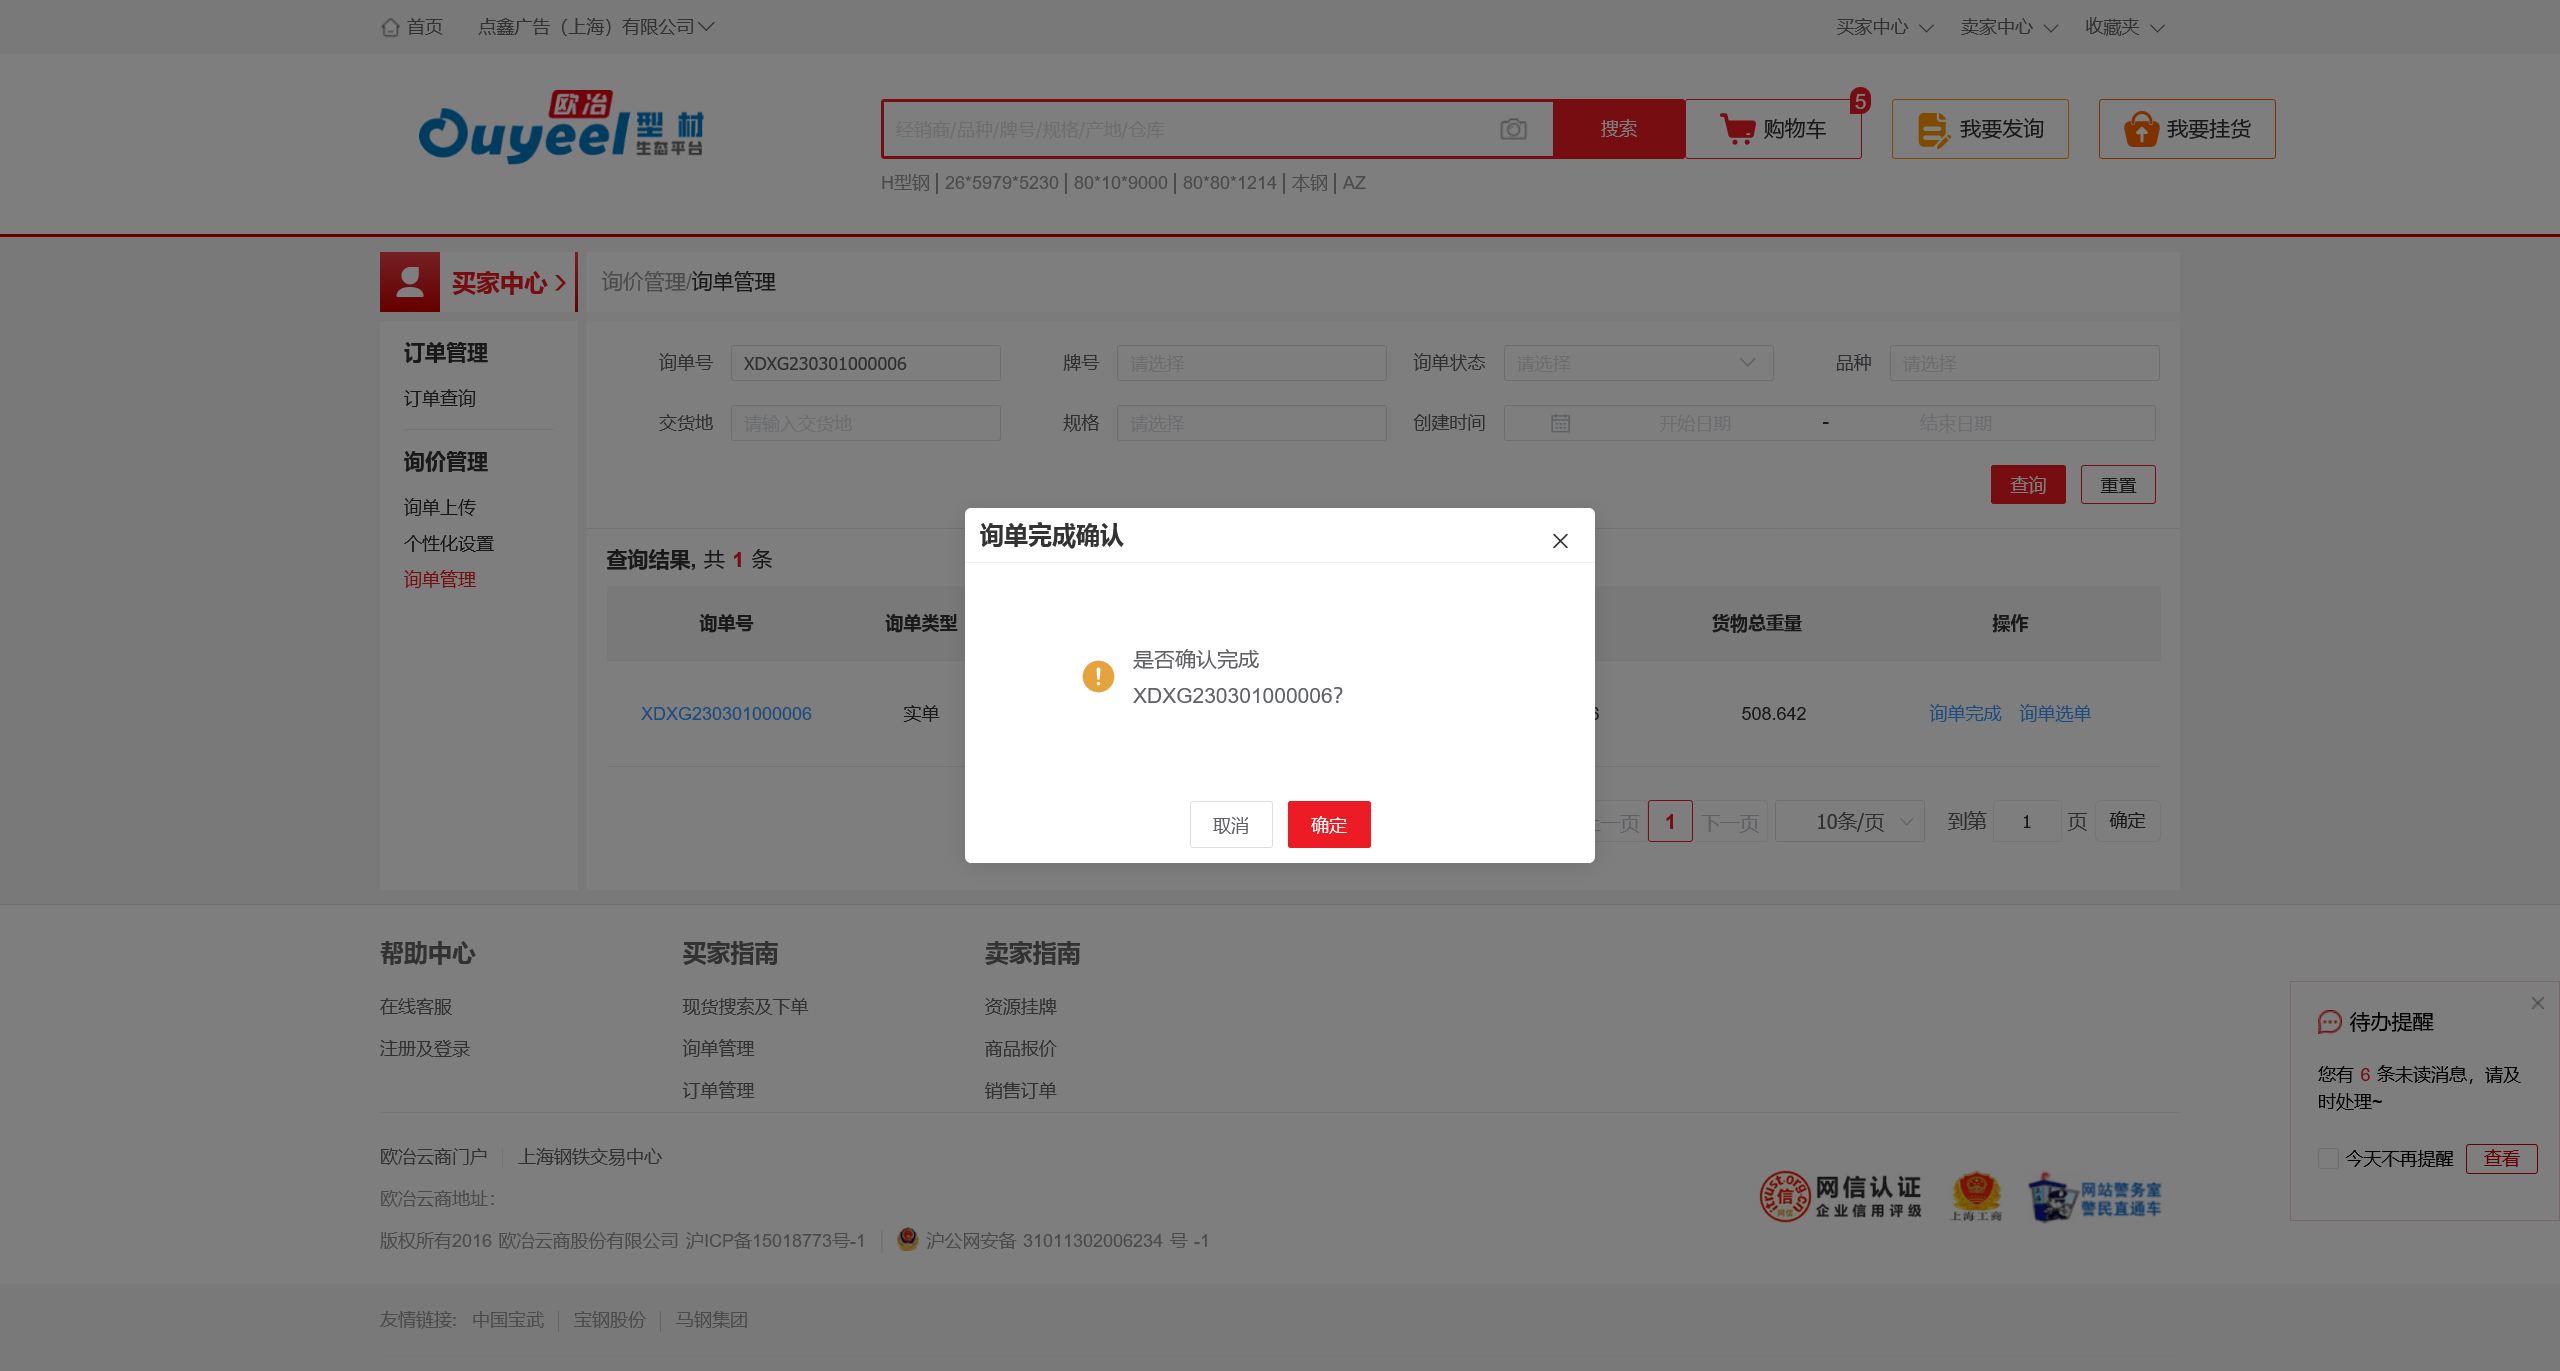 首页 点鑫广告（上海）有限公司 买家中心 卖家中心 收藏夹
欧冶 Ouyeel 型材 生态平台
经销商/品种/牌号/规格/产地/仓库 搜索 购物车 5 我要发询 我要挂货
H型钢 | 26*5979*5230 | 80*10*9000 | 80*80*1214 | 本钢 | AZ
买家中心 询价管理/询单管理
订单管理
订单查询
询价管理
询单上传
个性化设置
询单管理
询单号 XDXG230301000006 牌号 请选择 询单状态 请选择 品种 请选择
交货地 请输入交货地 规格 请选择 创建时间 开始日期 - 结束日期
查询 重置
查询结果, 共 1 条
询单号 询单类型 货物总重量 操作
XDXG230301000006 实单 508.642 询单完成 询单选单
一页 1 下一页 10条/页 到第 1 页 确定
询单完成确认
是否确认完成
XDXG230301000006?
取消 确定
帮助中心 买家指南 卖家指南
在线客服 现货搜索及下单 资源挂牌
注册及登录 询单管理 商品报价
订单管理 销售订单
待办提醒
您有 6 条未读消息，请及
时处理~
今天不再提醒 查看
欧冶云商门户 上海钢铁交易中心
欧冶云商地址：
版权所有2016 欧冶云商股份有限公司 沪ICP备15018773号-1 沪公网安备 31011302006234 号 -1
trust.org.cn 信 网信 网信认证 企业信用评级 上海工商 网站警务室 警民直通车
友情链接: 中国宝武 宝钢股份 马钢集团